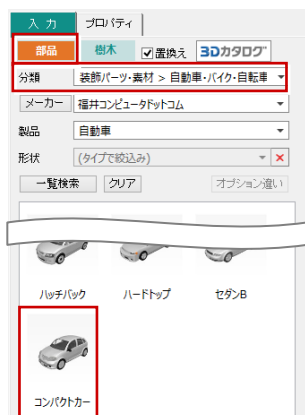 入 力 プロパティ
部品 樹木 置換え 3Dカタログ
分類 装飾パーツ・素材 > 自動車・バイク・自転車
メーカー 福井コンピュータドットコム
製品 自動車
形状 (タイプで絞込み)
一覧検索 クリア オプション違い
ハッチバック ハードトップ セダンB
コンパクトカー